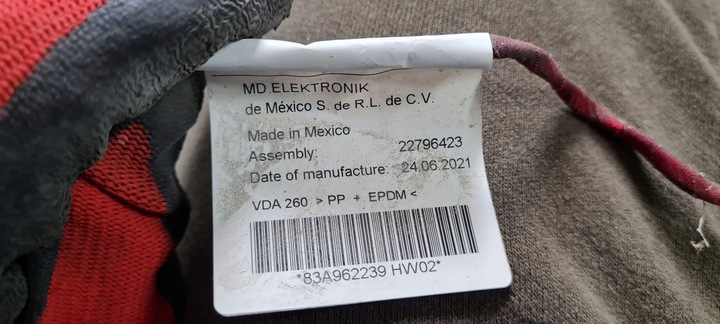 MD ELEKTRONIK
de México S. de R.L. de C.V.
Made in Mexico
Assembly: 22796423
Date of manufacture: 24.06.2021
VDA 260 > PP + EPDM <
*83A962239 HW02*